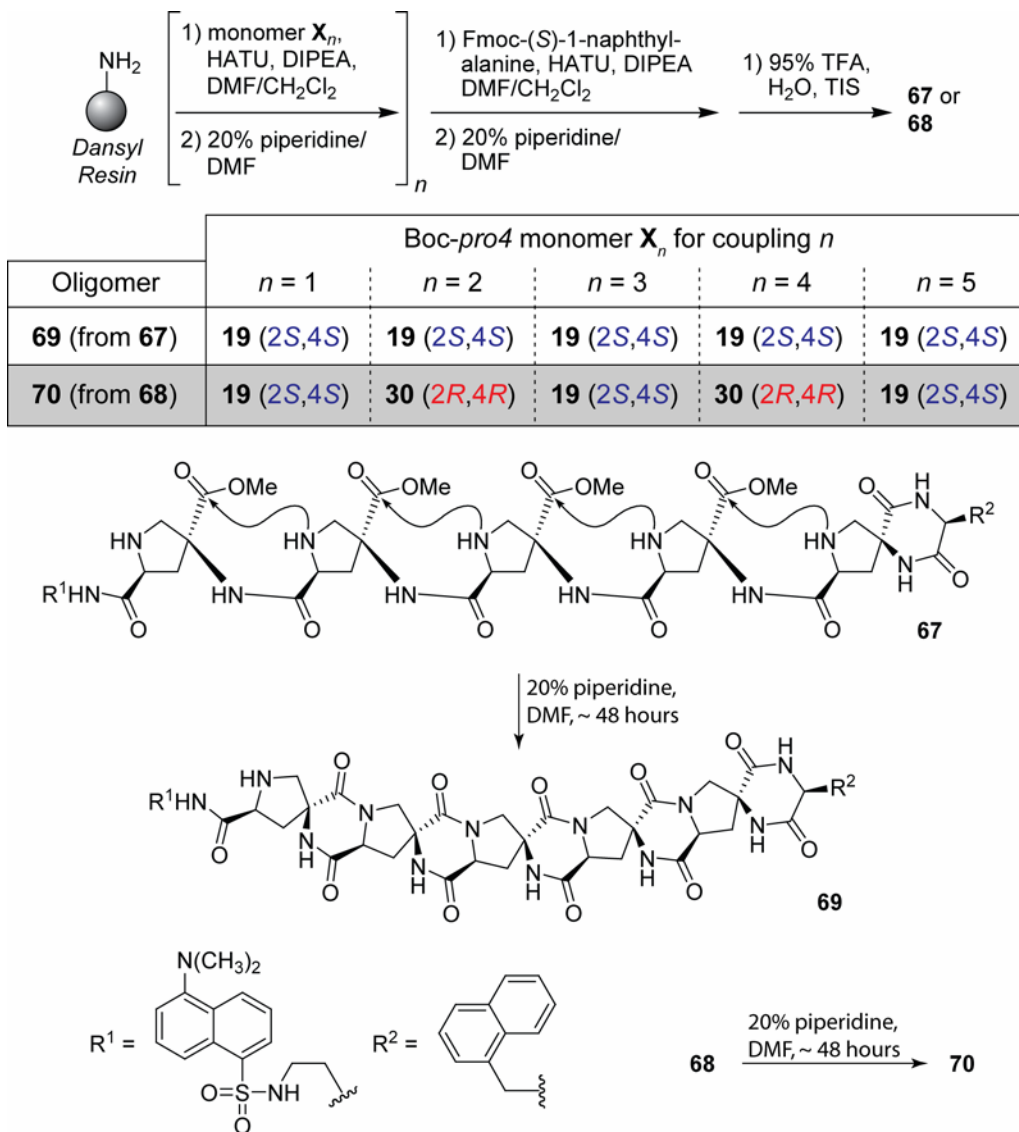 NH2
Dansyl
Resin
1) monomer Xn,
HATU, DIPEA,
DMF/CH2Cl2
2) 20% piperidine/
DMF
n
1) Fmoc-(S)-1-naphthyl-
alanine, HATU, DIPEA
DMF/CH2Cl2
2) 20% piperidine/
DMF
1) 95% TFA,
H2O, TIS
67 or
68
Boc-pro4 monomer Xn for coupling n
Oligomer n = 1 n = 2 n = 3 n = 4 n = 5
69 (from 67) 19 (2S,4S) 19 (2S,4S) 19 (2S,4S) 19 (2S,4S) 19 (2S,4S)
70 (from 68) 19 (2S,4S) 30 (2R,4R) 19 (2S,4S) 30 (2R,4R) 19 (2S,4S)
O OMe O OMe O OMe O OMe O H N R2
HN HN HN HN N
R1HN O HN O HN O HN O HN O HN O
67
20% piperidine,
DMF, ~ 48 hours
HN O O O O O H N R2
R1HN O N H O N N H O N N H O N N H O N N H O
69
N(CH3)2
R1 =
O=S NH
O
R2 =
68
20% piperidine,
DMF, ~ 48 hours
70